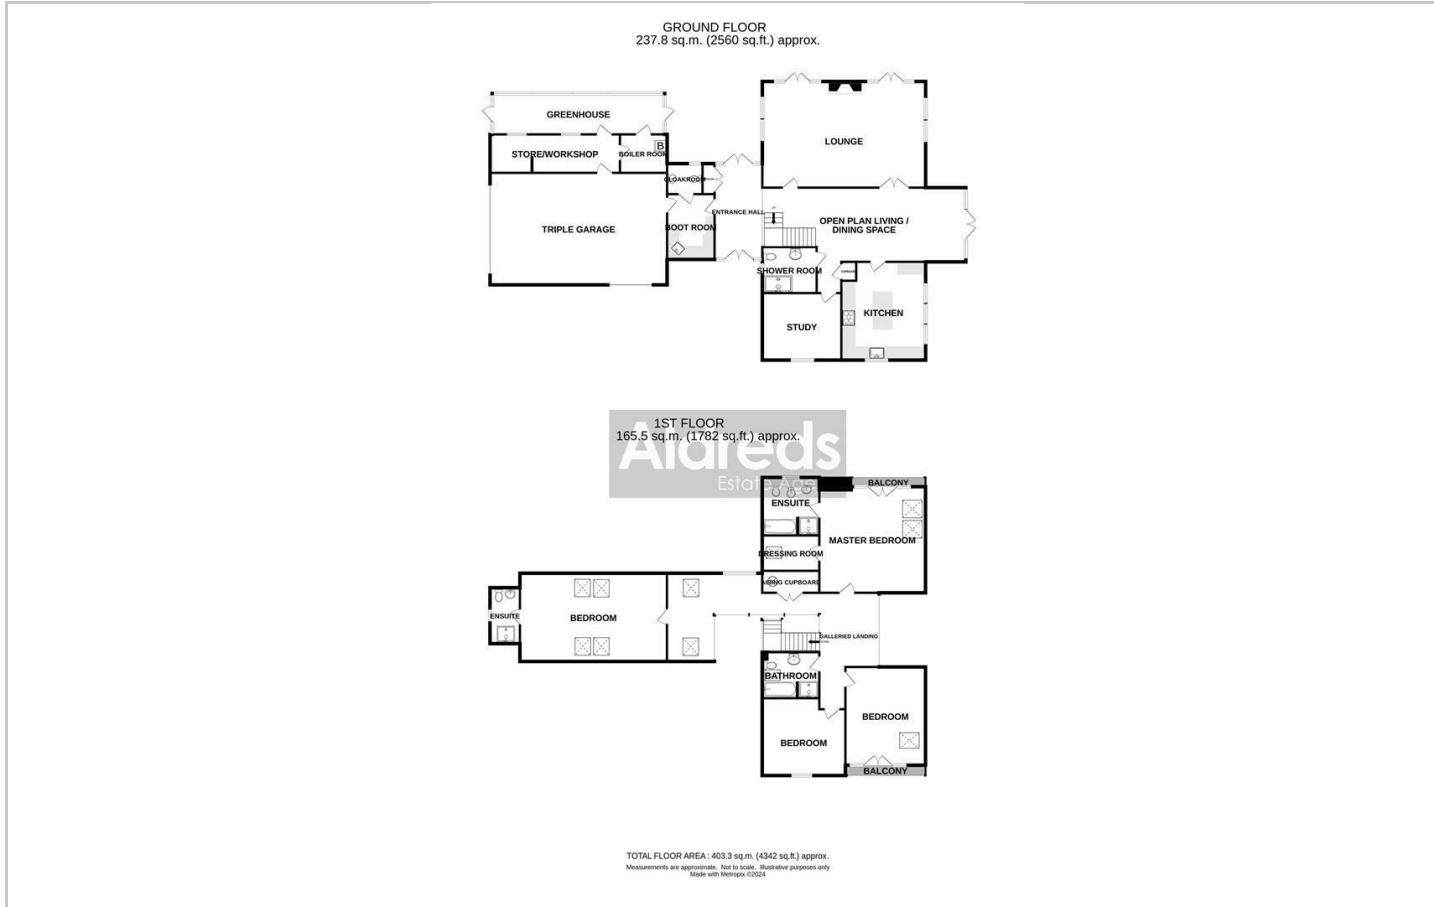 GROUND FLOOR
237.8 sq.m. (2560 sq.ft.) approx.
GREENHOUSE
STORE/WORKSHOP
BOILER ROOM
B
LOUNGE
CLOAKROOM
ENTRANCE HALL
BOOT ROOM
TRIPLE GARAGE
UP
OPEN PLAN LIVING /
DINING SPACE
SHOWER ROOM
CUPBOARD
STUDY
KITCHEN
1ST FLOOR
165.5 sq.m. (1782 sq.ft.) approx.
Aldreds
Estate
BALCONY
ENSUITE
MASTER BEDROOM
DRESSING ROOM
AIRING CUPBOARD
ENSUITE
BEDROOM
GALLERIED LANDING
BATHROOM
BEDROOM
BEDROOM
BALCONY
TOTAL FLOOR AREA : 403.3 sq.m. (4342 sq.ft.) approx.
Measurements are approximate. Not to scale. Illustrative purposes only
Made with Metropix ©2024